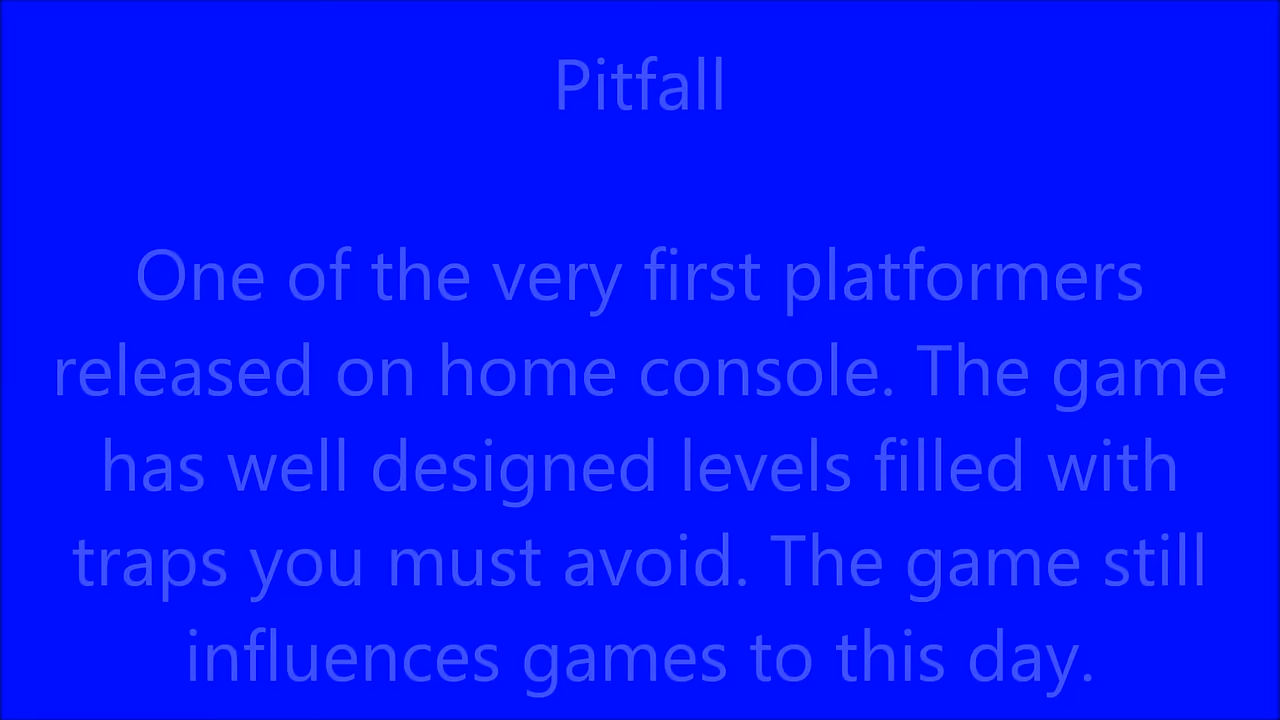 Pitfall
One of the very first platformers
released on home console. The game
has well designed levels filled with
traps you must avoid. The game still
influences games to this day.